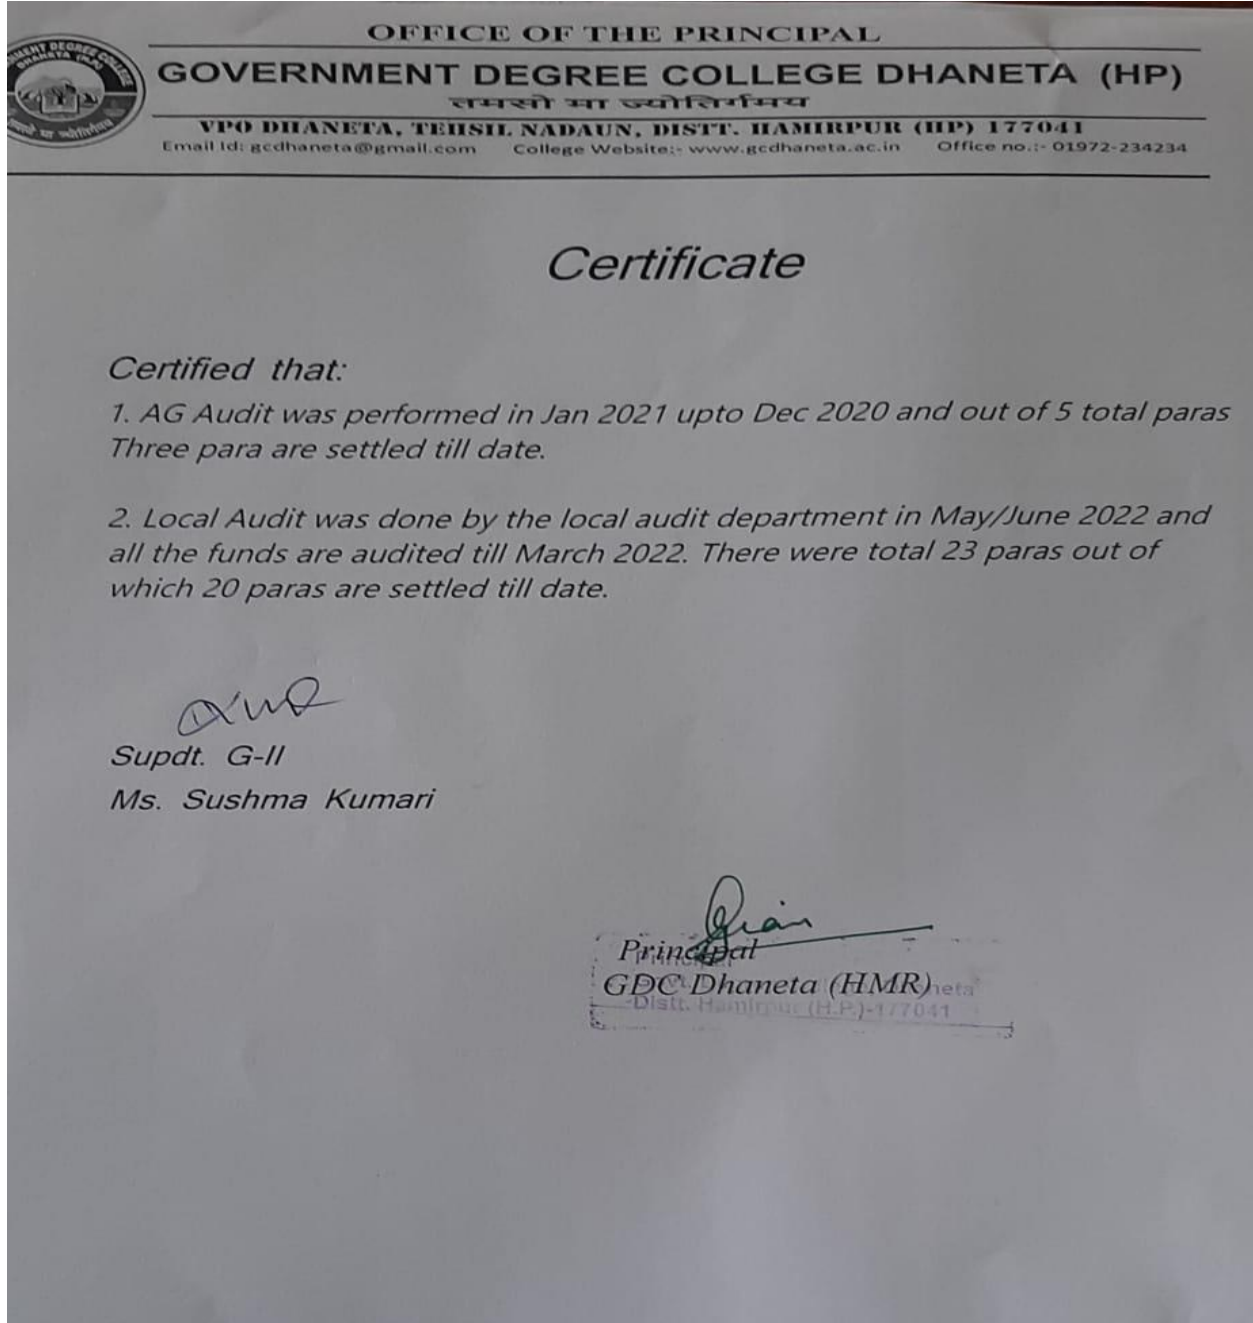 OFFICE OF THE PRINCIPAL
GOVERNMENT DEGREE COLLEGE DHANETA (HP)
तमसो मा ज्योतिर्गमय
VPO DHANETA, TEHSIL NADAUN, DISTT. HAMIRPUR (HP) 177041
Email Id: gcdhaneta@gmail.com College Website:- www.gcdhaneta.ac.in Office no.:- 01972-234234
Certificate
Certified that:
1. AG Audit was performed in Jan 2021 upto Dec 2020 and out of 5 total paras
Three para are settled till date.
2. Local Audit was done by the local audit department in May/June 2022 and
all the funds are audited till March 2022. There were total 23 paras out of
which 20 paras are settled till date.
Supdt. G-II
Ms. Sushma Kumari
Principal
GDC Dhaneta (HMR)
Principal
Distt. Hamirpur (H.P.)-177041